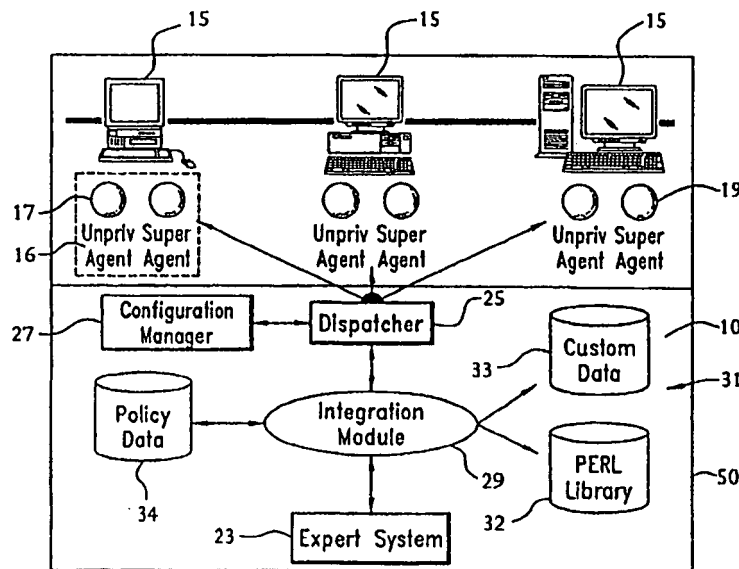 15
15
15
17
19
Unpriv Super
Agent Agent
Unpriv Super
Agent Agent
Unpriv Super
Agent Agent
16
27
Configuration
Manager
Dispatcher
25
10
33
Custom
Data
31
Policy
Data
Integration
Module
34
29
PERL
Library
32
50
23
Expert System